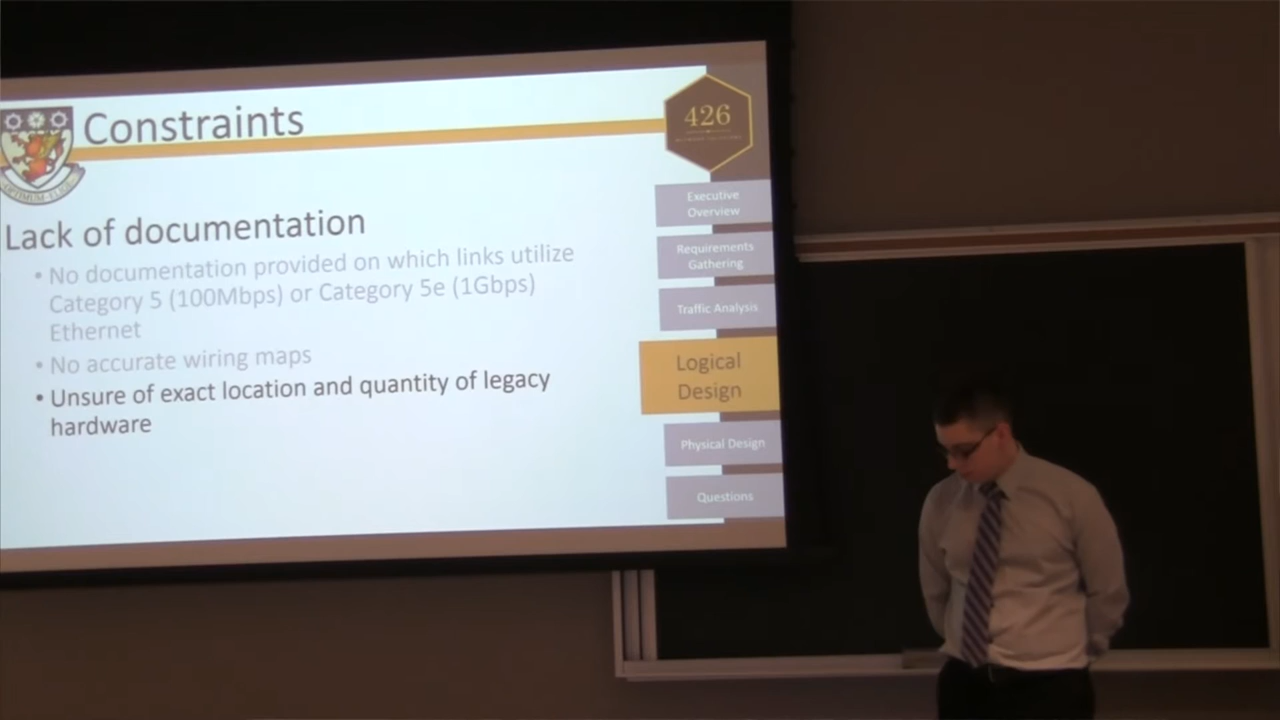 Constraints
426
Lack of documentation
• No documentation provided on which links utilize
Category 5 (100Mbps) or Category 5e (1Gbps)
Ethernet
• No accurate wiring maps
• Unsure of exact location and quantity of legacy
hardware
Executive
Overview
Requirements
Gathering
Traffic Analysis
Logical
Design
Physical Design
Questions